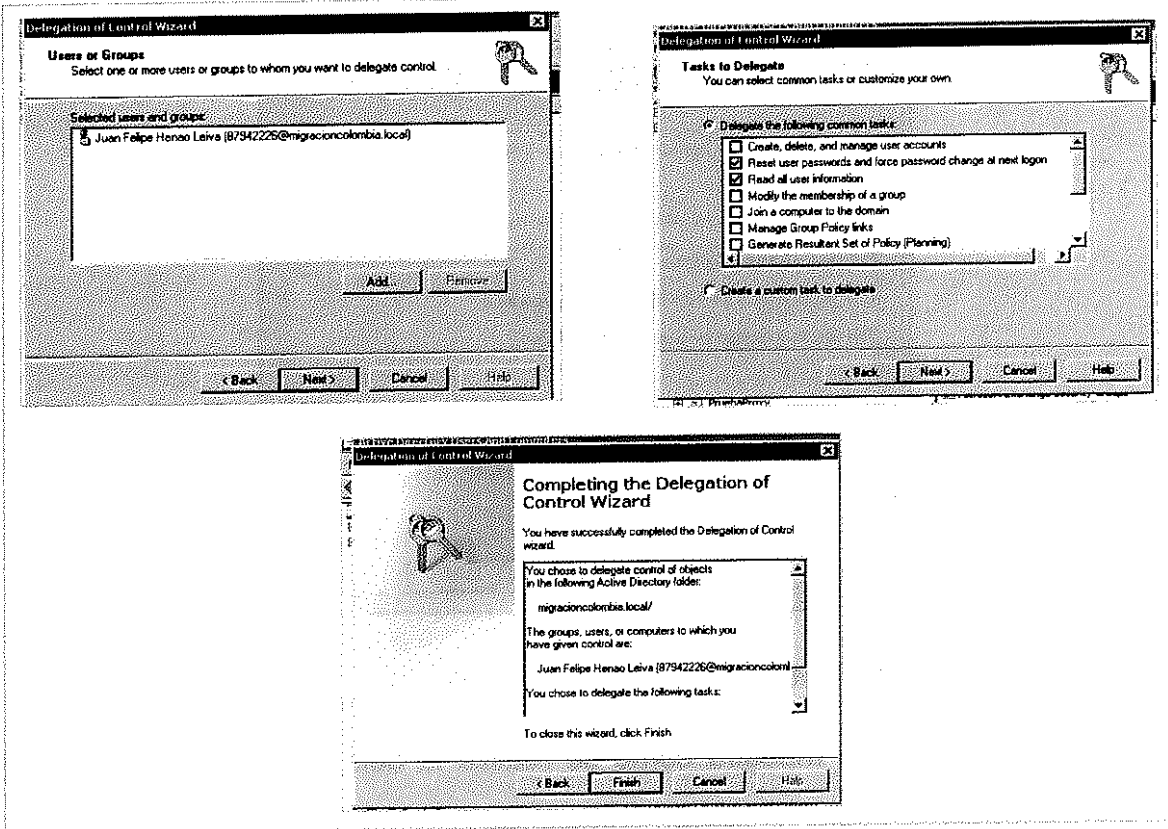 Delegation of Control Wizard
Users or Groups
Select one or more users or groups to whom you want to delegate control.
Selected users and groups:
Juan Felipe Henao Leiva (87942226@migracioncolombia.local)
Add...
Remove
< Back
Next >
Cancel
Help
Delegation of Control Wizard
Tasks to Delegate
You can select common tasks or customize your own.
Delegate the following common tasks:
Create, delete, and manage user accounts
Reset user passwords and force password change at next logon
Read all user information
Modify the membership of a group
Join a computer to the domain
Manage Group Policy links
Generate Resultant Set of Policy (Planning)
Create a custom task to delegate
< Back
Next >
Cancel
Help
PruebaProxy
Active Directory Users and Computers
Delegation of Control Wizard
Completing the Delegation of
Control Wizard
You have successfully completed the Delegation of Control
wizard.
You chose to delegate control of objects
in the following Active Directory folder:
migracioncolombia.local/
The groups, users, or computers to which you
have given control are:
Juan Felipe Henao Leiva (87942226@migracioncoloml
You chose to delegate the following tasks:
To close this wizard, click Finish
< Back
Finish
Cancel
Help